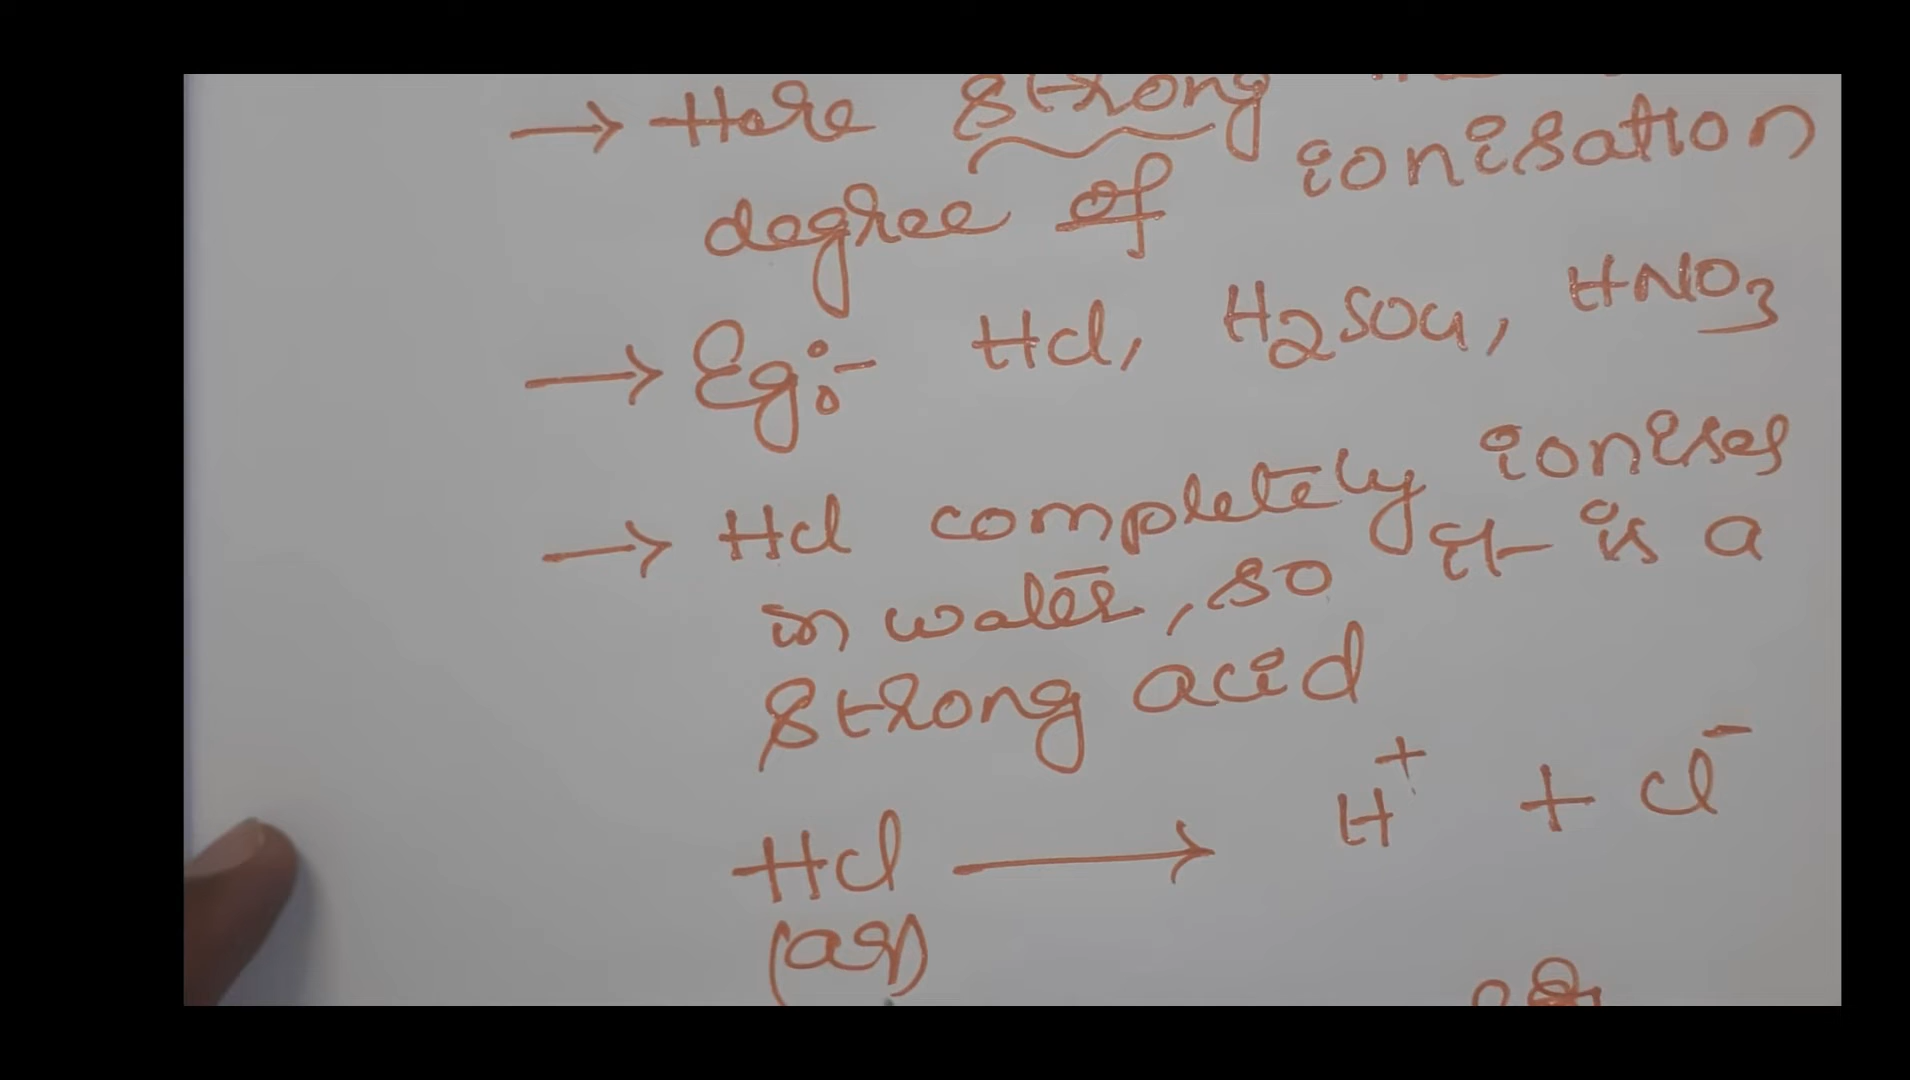 → Here strong
degree of ionisation
→ Eg:- HCl, H2SO4, HNO3
→ HCl completely ionises
in water, so it is a
strong acid
HCl → H+ + Cl-
(aq)